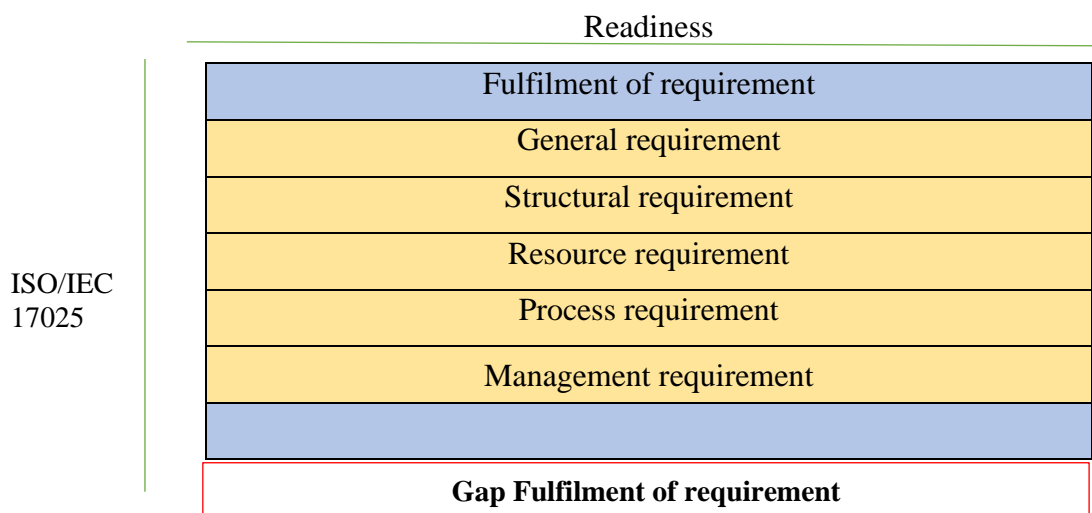 Readiness
Fulfilment of requirement
General requirement
Structural requirement
Resource requirement
ISO/IEC
17025
Process requirement
Management requirement
Gap Fulfilment of requirement